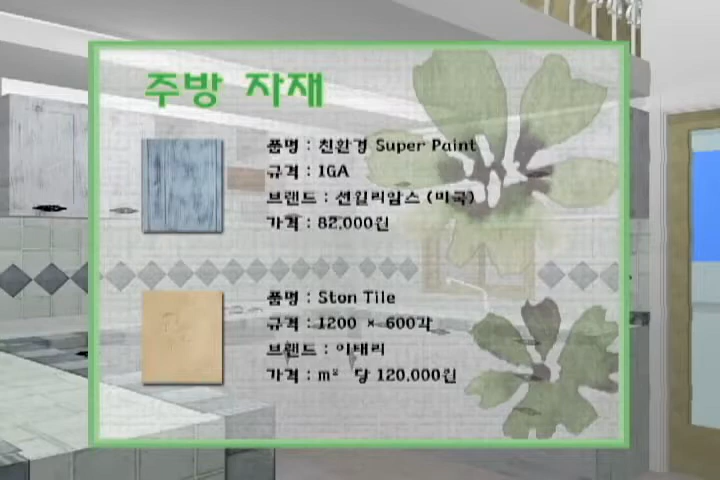 주방 자재
품명 : 친환경 Super Paint
규격 : 1GA
브랜드 : 션윌리암스 (미국)
가격 : 82,000원
품명 : Ston Tile
규격 : 1200 × 600각
브랜드 : 이태리
가격 : m² 당 120,000원